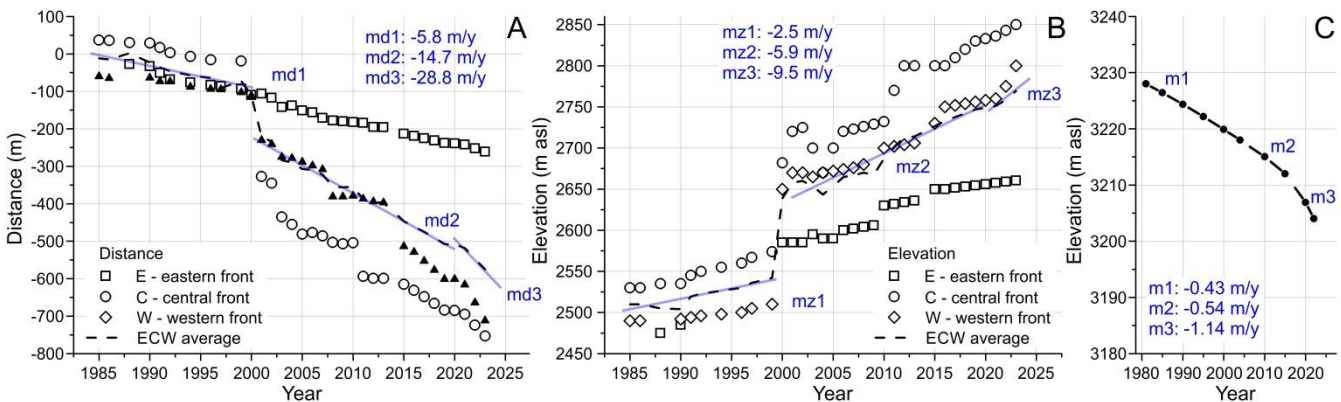 A
md1: -5.8 m/y
md2: -14.7 m/y
md3: -28.8 m/y
100
0
-100
-200
-300
-400
-500
-600
-700
-800
Distance (m)
md1
md2
md3
Distance
E - eastern front
C - central front
W - western front
ECW average
1985
1990
1995
2000
2005
2010
2015
2020
2025
Year
B
mz1: -2.5 m/y
mz2: -5.9 m/y
mz3: -9.5 m/y
2850
2800
2750
2700
2650
2600
2550
2500
2450
Elevation (m asl)
mz1
mz2
mz3
Elevation
E - eastern front
C - central front
W - western front
ECW average
1985
1990
1995
2000
2005
2010
2015
2020
2025
Year
C
3240
3230
3220
3210
3200
3190
3180
Elevation (m asl)
m1
m2
m3
m1: -0.43 m/y
m2: -0.54 m/y
m3: -1.14 m/y
1980
1990
2000
2010
2020
Year